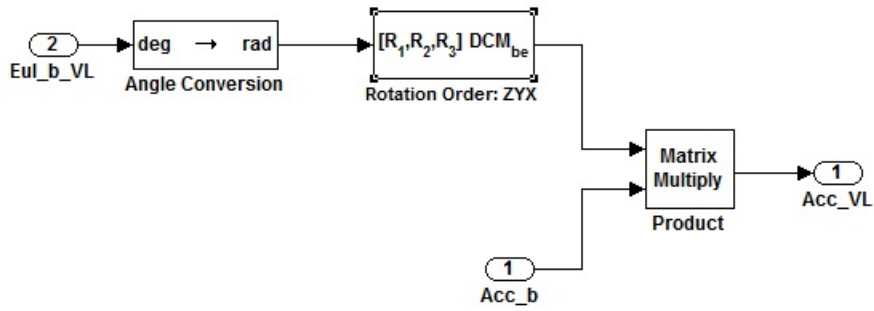 2
Eul_b_VL
deg → rad
Angle Conversion
[R1,R2,R3] DCMbe
Rotation Order: ZYX
Matrix
Multiply
Product
1
Acc_VL
1
Acc_b